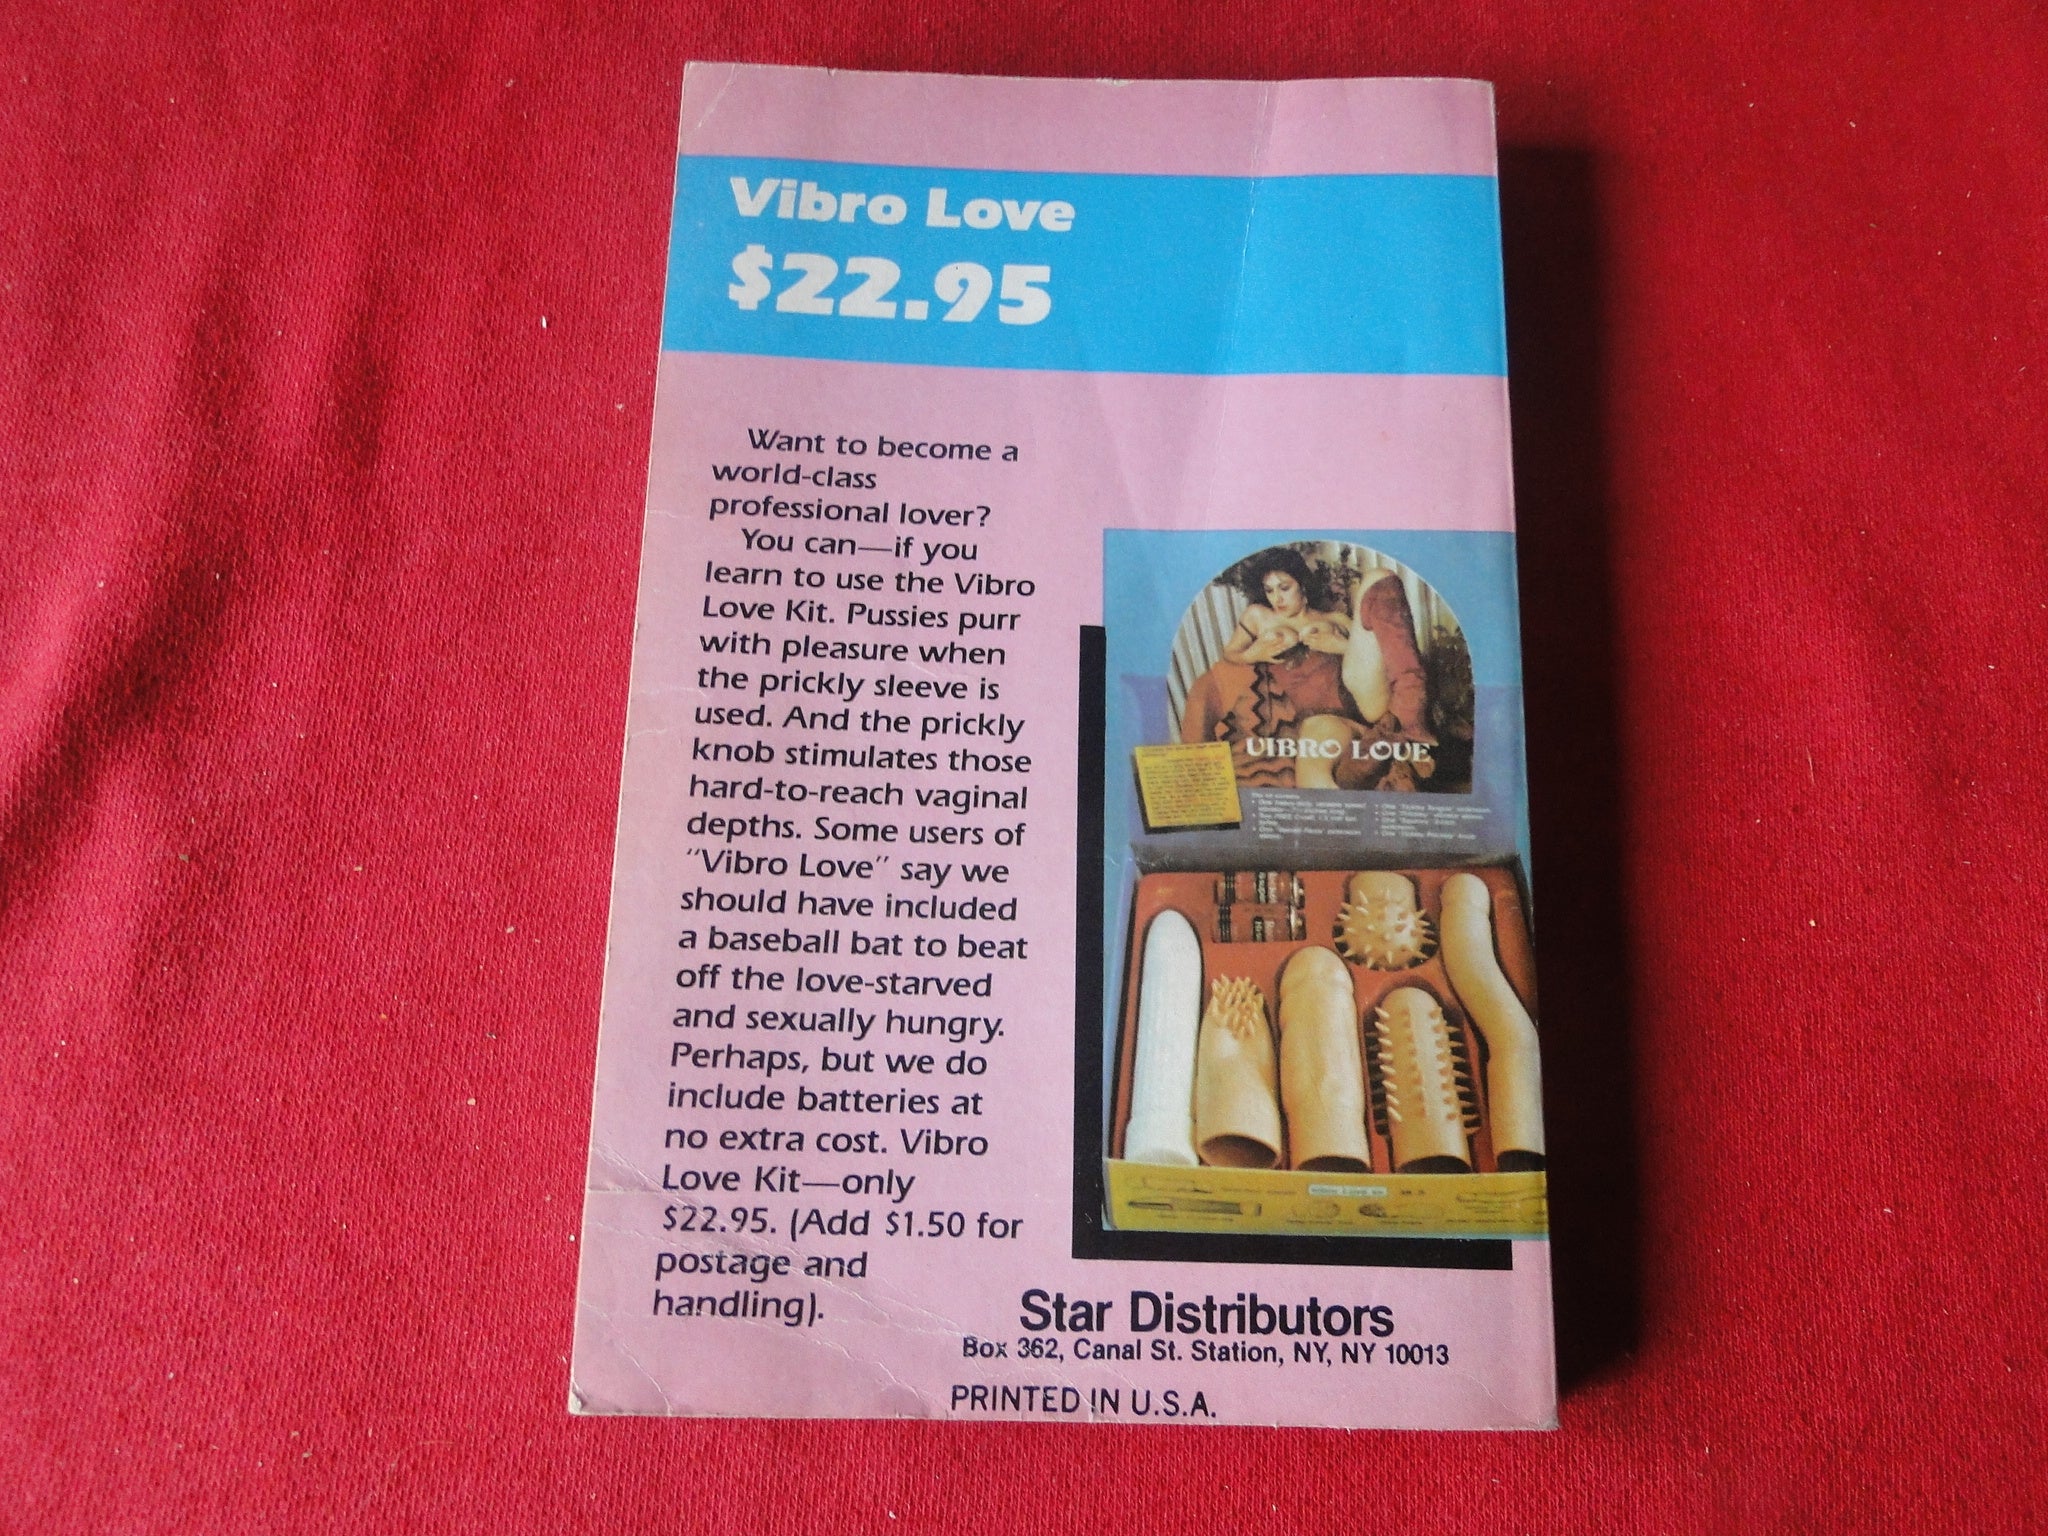 Vibro Love
$22.95
Want to become a
world-class
professional lover?
You can—if you
learn to use the Vibro
Love Kit. Pussies purr
with pleasure when
the prickly sleeve is
used. And the prickly
knob stimulates those
hard-to-reach vaginal
depths. Some users of
"Vibro Love" say we
should have included
a baseball bat to beat
off the love-starved
and sexually hungry.
Perhaps, but we do
include batteries at
no extra cost. Vibro
Love Kit—only
$22.95. (Add $1.50 for
postage and
handling).
VIBRO LOVE
Star Distributors
Box 362, Canal St. Station, NY, NY 10013
PRINTED IN U.S.A.